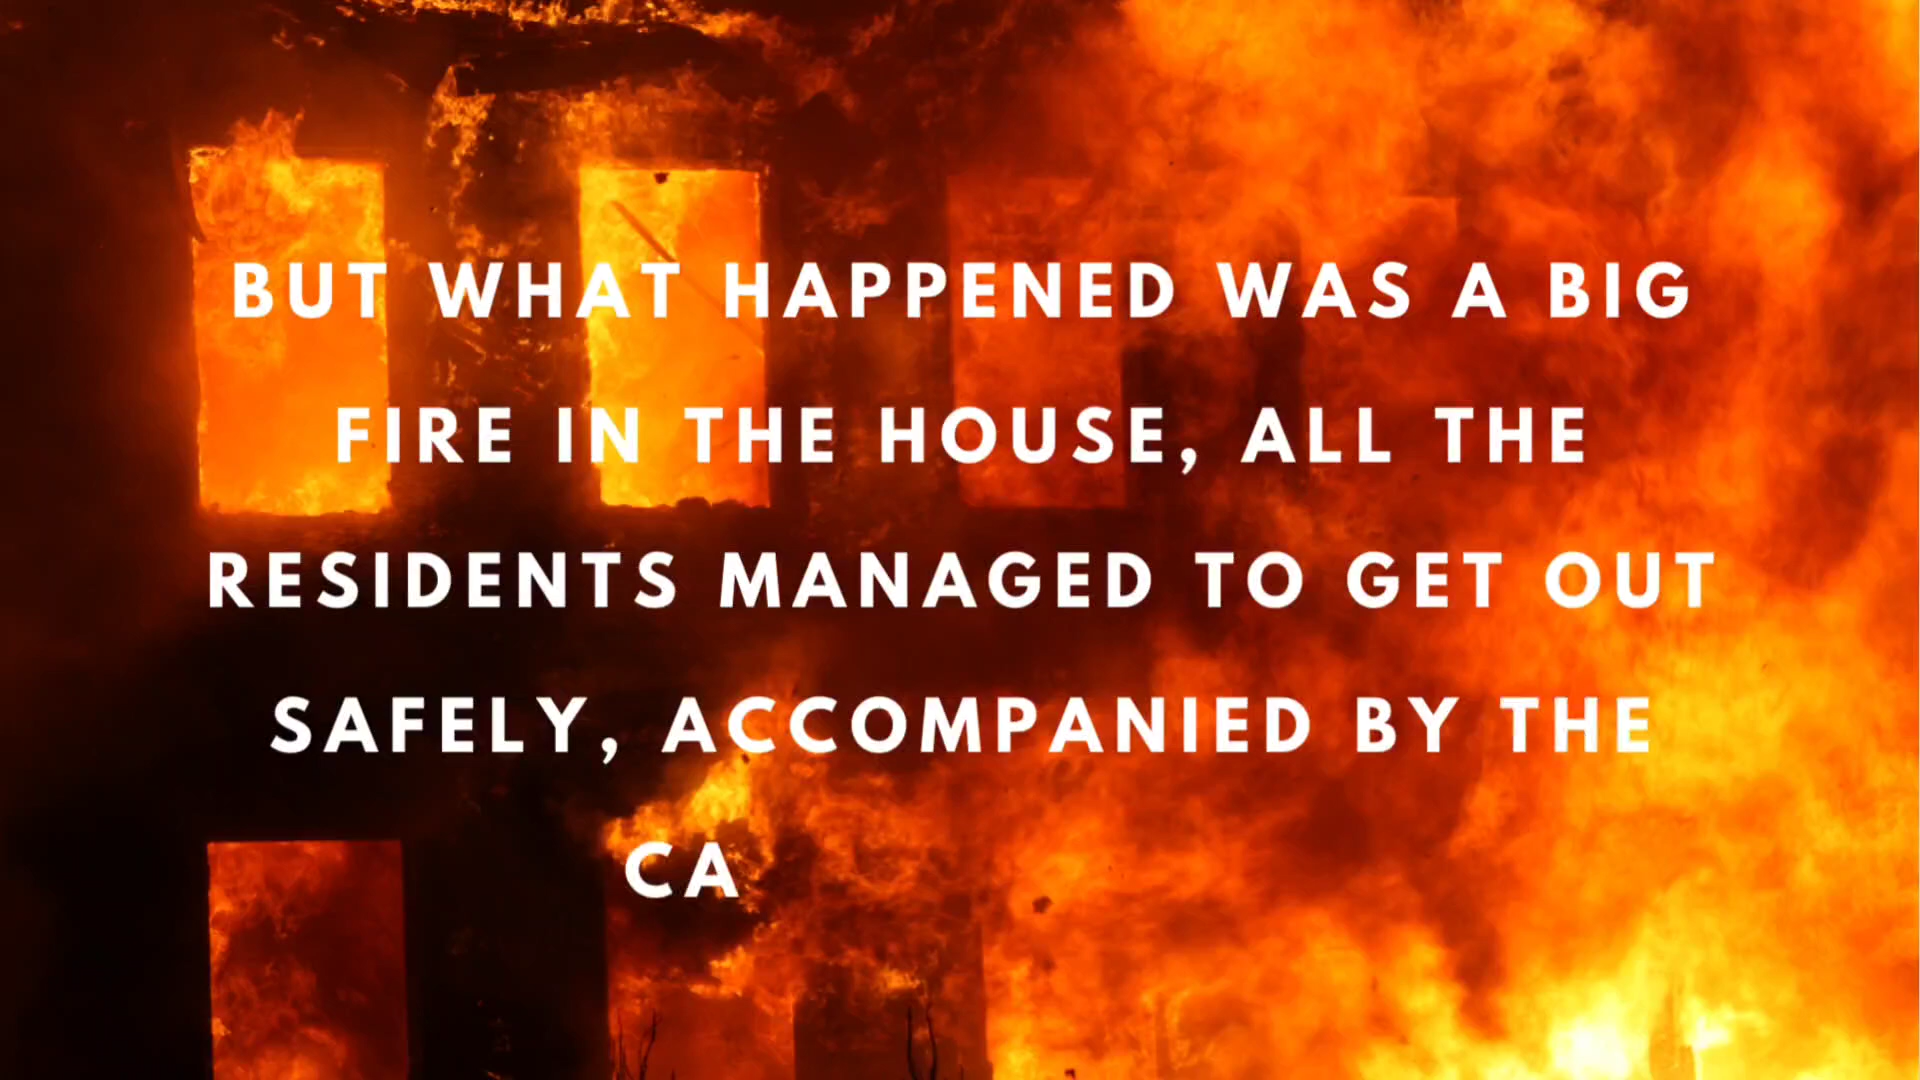 BUT WHAT HAPPENED WAS A BIG
FIRE IN THE HOUSE, ALL THE
RESIDENTS MANAGED TO GET OUT
SAFELY, ACCOMPANIED BY THE
CA